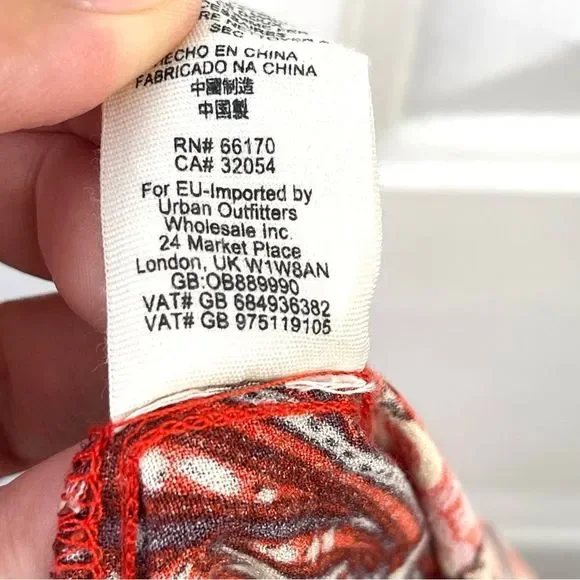 SEC
HECHO EN CHINA
FABRICADO NA CHINA
中國制造
中国製
RN# 66170
CA# 32054
For EU-Imported by
Urban Outfitters
Wholesale Inc.
24 Market Place
London, UK W1W8AN
GB:OB889990
VAT# GB 684936382
VAT# GB 975119105